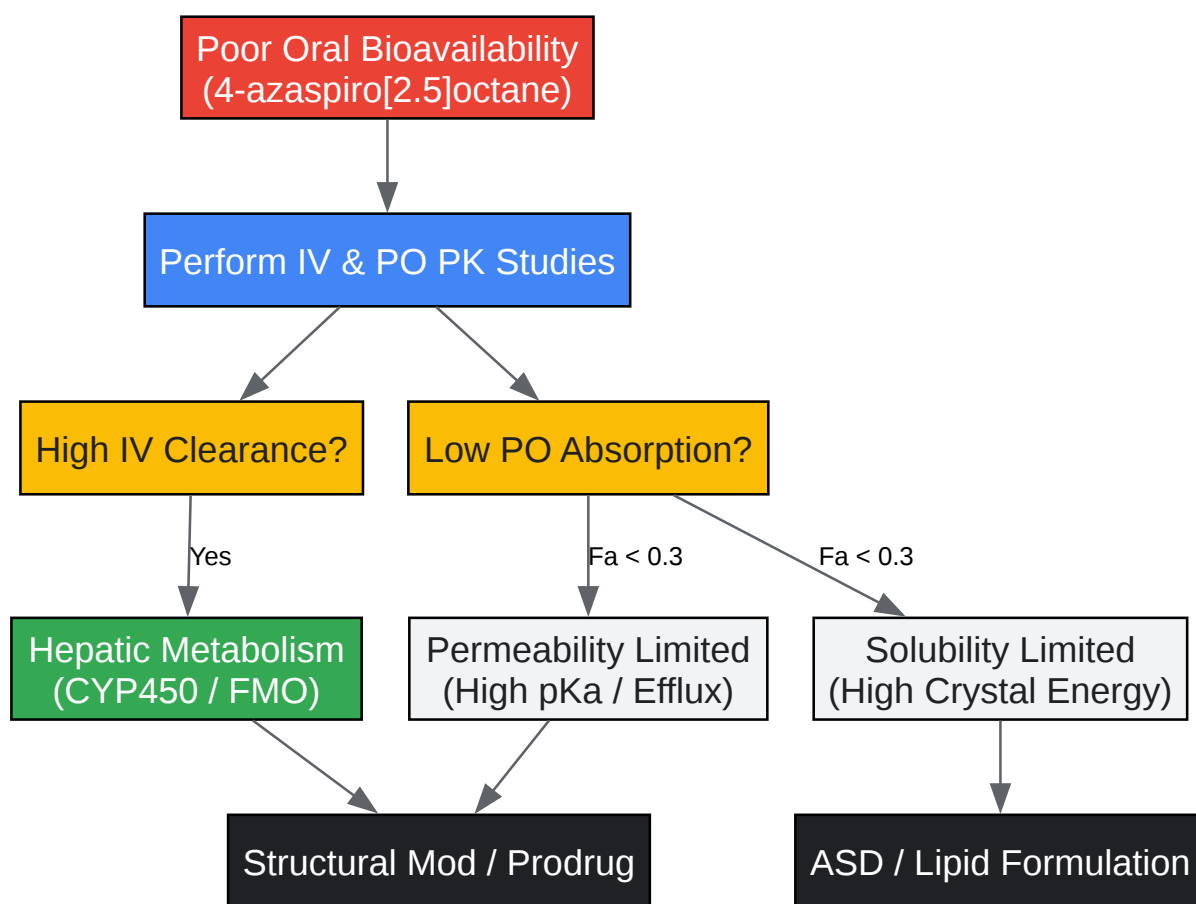 Poor Oral Bioavailability
(4-azaspiro[2.5]octane)
Perform IV & PO PK Studies
High IV Clearance?
Low PO Absorption?
Yes
Fa < 0.3
Fa < 0.3
Hepatic Metabolism
(CYP450 / FMO)
Permeability Limited
(High pKa / Efflux)
Solubility Limited
(High Crystal Energy)
Structural Mod / Prodrug
ASD / Lipid Formulation